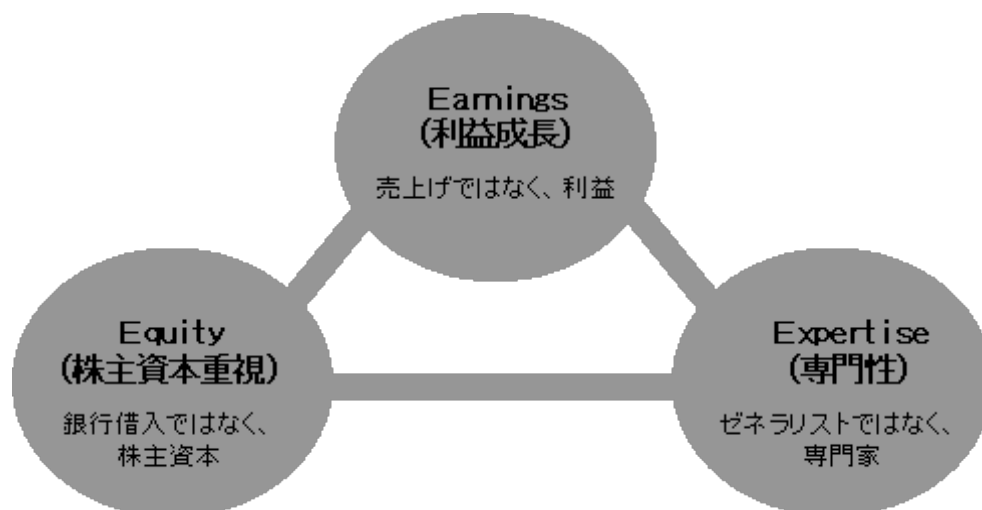 Earnings
(利益成長)
売上げではなく、利益
Equity
(株主資本重視)
銀行借入ではなく、
株主資本
Expertise
(専門性)
ゼネラリストではなく、
専門家